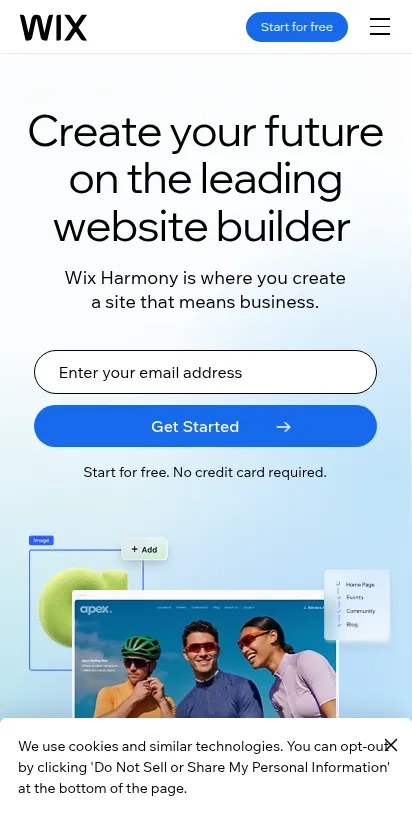 WIX
Start for free
Create your future
on the leading
website builder
Wix Harmony is where you create
a site that means business.
Enter your email address
Get Started
Start for free. No credit card required.
Image
+ Add
Home Page
Events
Community
Blog
apex
We use cookies and similar technologies. You can opt-out
by clicking 'Do Not Sell or Share My Personal Information'
at the bottom of the page.